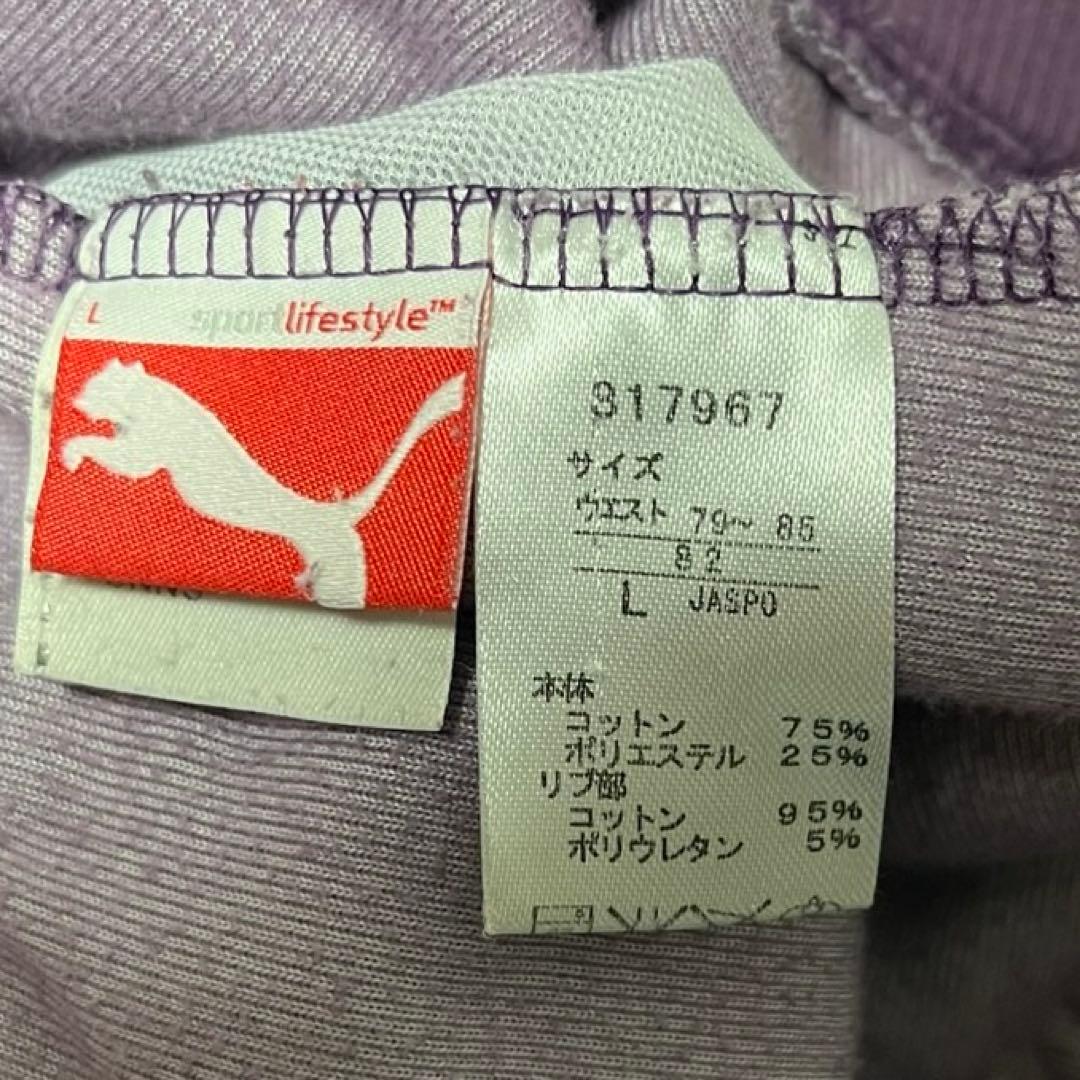 L
sportlifestyle™
817967
サイズ
ウエスト 79〜 85
82
L JASPO
本体
コットン 75%
ポリエステル 25%
リブ部
コットン 95%
ポリウレタン 5%